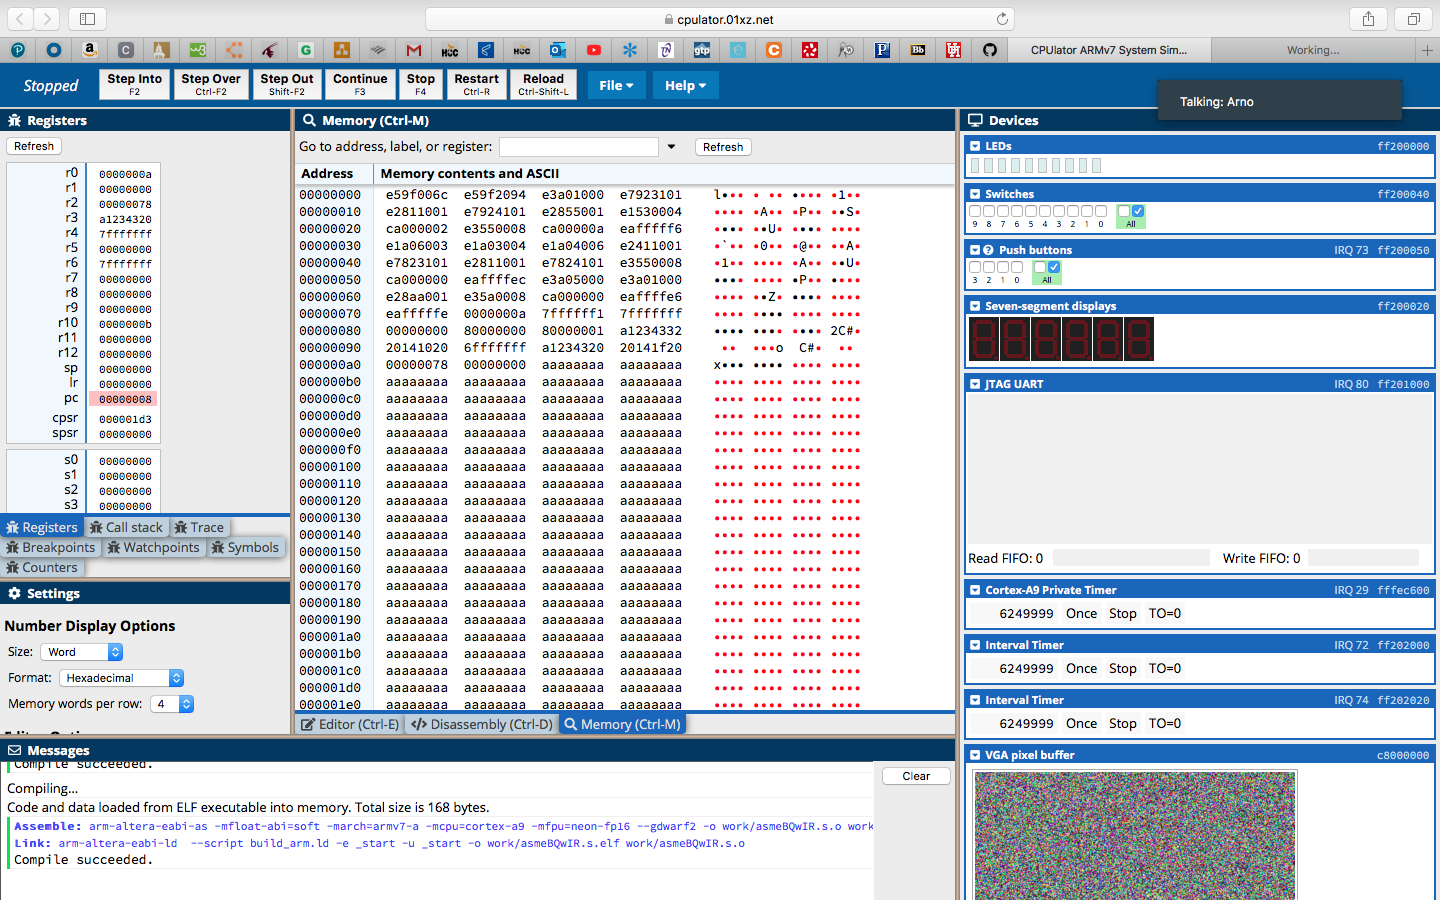 cpulator.01xz.net
CPUlator ARMv7 System Sim...
Working...
Stopped
Step Into
F2
Step Over
Ctrl-F2
Step Out
Shift-F2
Continue
F3
Stop
F4
Restart
Ctrl-R
Reload
Ctrl-Shift-L
File
Help
Talking: Arno
Registers
Refresh
r0 0000000a
r1 00000000
r2 00000078
r3 a1234320
r4 7fffffff
r5 00000000
r6 7fffffff
r7 00000000
r8 00000000
r9 00000000
r10 0000000b
r11 00000000
r12 00000000
sp 00000000
lr 00000000
pc 00000008
cpsr 000001d3
spsr 00000000
s0 00000000
s1 00000000
s2 00000000
s3 00000000
Registers Call stack Trace
Breakpoints Watchpoints Symbols
Counters
Settings
Number Display Options
Size: Word
Format: Hexadecimal
Memory words per row: 4
Memory (Ctrl-M)
Go to address, label, or register: Refresh
Address Memory contents and ASCII
00000000 e59f006c e59f2094 e3a01000 e7923101
00000010 e2811001 e7924101 e2855001 e1530004
00000020 ca000002 e3550008 ca00000a eafffff6
00000030 e1a06003 e1a03004 e1a04006 e2411001
00000040 e7823101 e2811001 e7824101 e3550008
00000050 ca000000 eaffffec e3a05000 e3a01000
00000060 e28aa001 e35a0008 ca000000 eaffffe6
00000070 eafffffe 0000000a 7ffffff1 7fffffff
00000080 00000000 80000000 80000001 a1234332
00000090 20141020 6fffffff a1234320 20141f20
000000a0 00000078 00000000 aaaaaaaa aaaaaaaa
000000b0 aaaaaaaa aaaaaaaa aaaaaaaa aaaaaaaa
000000c0 aaaaaaaa aaaaaaaa aaaaaaaa aaaaaaaa
000000d0 aaaaaaaa aaaaaaaa aaaaaaaa aaaaaaaa
000000e0 aaaaaaaa aaaaaaaa aaaaaaaa aaaaaaaa
000000f0 aaaaaaaa aaaaaaaa aaaaaaaa aaaaaaaa
00000100 aaaaaaaa aaaaaaaa aaaaaaaa aaaaaaaa
00000110 aaaaaaaa aaaaaaaa aaaaaaaa aaaaaaaa
00000120 aaaaaaaa aaaaaaaa aaaaaaaa aaaaaaaa
00000130 aaaaaaaa aaaaaaaa aaaaaaaa aaaaaaaa
00000140 aaaaaaaa aaaaaaaa aaaaaaaa aaaaaaaa
00000150 aaaaaaaa aaaaaaaa aaaaaaaa aaaaaaaa
00000160 aaaaaaaa aaaaaaaa aaaaaaaa aaaaaaaa
00000170 aaaaaaaa aaaaaaaa aaaaaaaa aaaaaaaa
00000180 aaaaaaaa aaaaaaaa aaaaaaaa aaaaaaaa
00000190 aaaaaaaa aaaaaaaa aaaaaaaa aaaaaaaa
000001a0 aaaaaaaa aaaaaaaa aaaaaaaa aaaaaaaa
000001b0 aaaaaaaa aaaaaaaa aaaaaaaa aaaaaaaa
000001c0 aaaaaaaa aaaaaaaa aaaaaaaa aaaaaaaa
000001d0 aaaaaaaa aaaaaaaa aaaaaaaa aaaaaaaa
000001e0 aaaaaaaa aaaaaaaa aaaaaaaa aaaaaaaa
Editor (Ctrl-E) Disassembly (Ctrl-D) Memory (Ctrl-M)
Messages
Clear
Compile succeeded.
Compiling...
Code and data loaded from ELF executable into memory. Total size is 168 bytes.
Assemble: arm-altera-eabi-as -mfloat-abi=soft -march=armv7-a -mcpu=cortex-a9 -mfpu=neon-fp16 --gdwarf2 -o work/asmeBQwIR.s.o work
Link: arm-altera-eabi-ld --script build_arm.ld -e _start -u _start -o work/asmeBQwIR.s.elf work/asmeBQwIR.s.o
Compile succeeded.
Devices
LEDs ff200000
Switches ff200040
9 8 7 6 5 4 3 2 1 0 All
Push buttons IRQ 73 ff200050
3 2 1 0 All
Seven-segment displays ff200020
JTAG UART IRQ 80 ff201000
Read FIFO: 0 Write FIFO: 0
Cortex-A9 Private Timer IRQ 29 fffec600
6249999 Once Stop TO=0
Interval Timer IRQ 72 ff202000
6249999 Once Stop TO=0
Interval Timer IRQ 74 ff202020
6249999 Once Stop TO=0
VGA pixel buffer c8000000